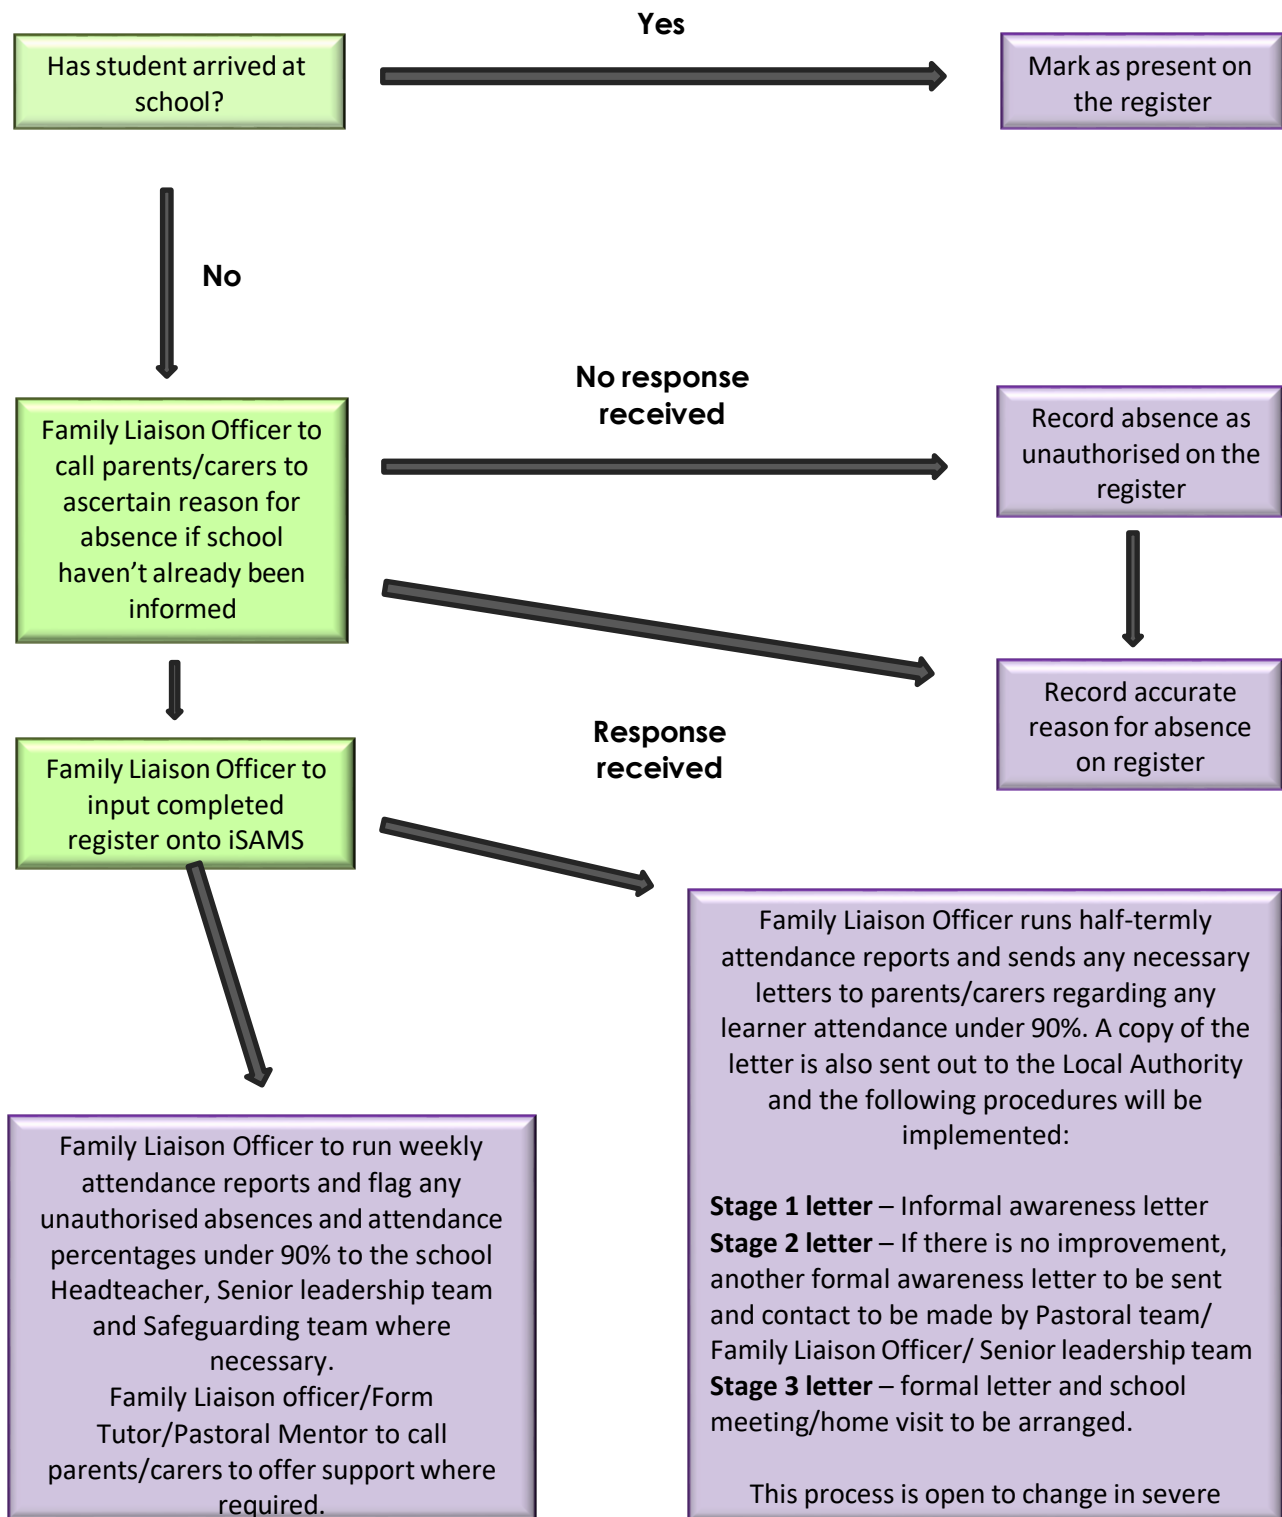 Yes
Has student arrived at
school?
Mark as present on
the register
No
No response
received
Family Liaison Officer to
call parents/carers to
ascertain reason for
absence if school
haven't already been
informed
Record absence as
unauthorised on the
register
Response
received
Record accurate
reason for absence
on register
Family Liaison Officer to
input completed
register onto iSAMS
Family Liaison Officer to run weekly
attendance reports and flag any
unauthorised absences and attendance
percentages under 90% to the school
Headteacher, Senior leadership team
and Safeguarding team where
necessary.
Family Liaison officer/Form
Tutor/Pastoral Mentor to call
parents/carers to offer support where
required.
Family Liaison Officer runs half-termly
attendance reports and sends any necessary
letters to parents/carers regarding any
learner attendance under 90%. A copy of the
letter is also sent out to the Local Authority
and the following procedures will be
implemented:
Stage 1 letter – Informal awareness letter
Stage 2 letter – If there is no improvement,
another formal awareness letter to be sent
and contact to be made by Pastoral team/
Family Liaison Officer/ Senior leadership team
Stage 3 letter – formal letter and school
meeting/home visit to be arranged.
This process is open to change in severe